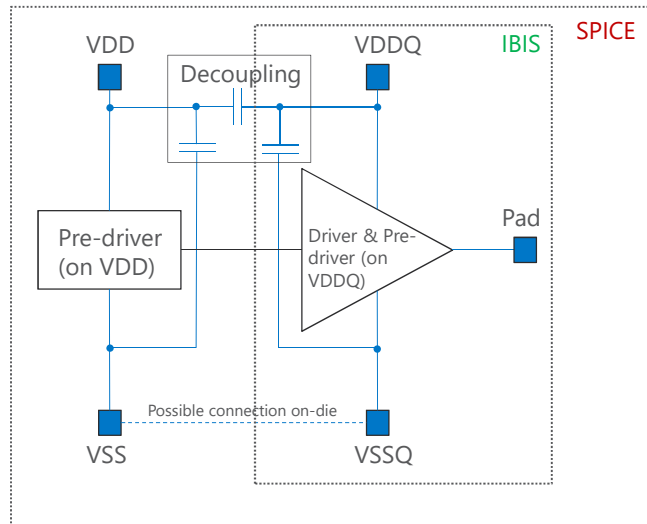 SPICE
IBIS
VDD
VDDQ
Decoupling
Pre-driver
(on VDD)
Driver & Pre-
driver (on
VDDQ)
Pad
Possible connection on-die
VSS
VSSQ